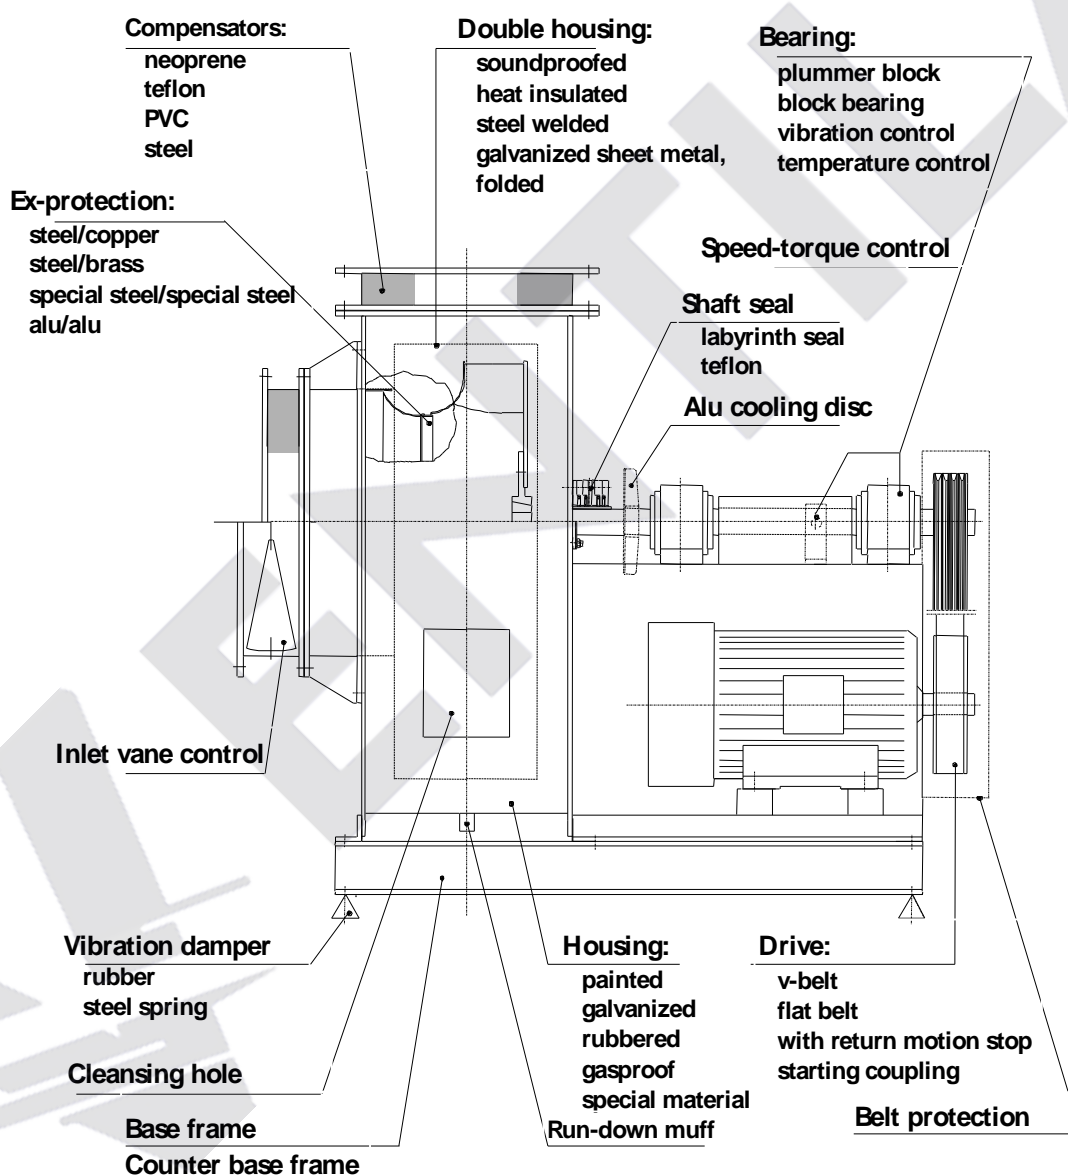 Compensators:
neoprene
teflon
PVC
steel
Double housing:
soundproofed
heat insulated
steel welded
galvanized sheet metal,
folded
Bearing:
plummer block
block bearing
vibration control
temperature control
Ex-protection:
steel/copper
steel/brass
special steel/special steel
alu/alu
Speed-torque control
Shaft seal
labyrinth seal
teflon
Alu cooling disc
Inlet vane control
Vibration damper
rubber
steel spring
Cleansing hole
Base frame
Counter base frame
Housing:
painted
galvanized
rubbered
gasproof
special material
Run-down muff
Drive:
v-belt
flat belt
with return motion stop
starting coupling
Belt protection